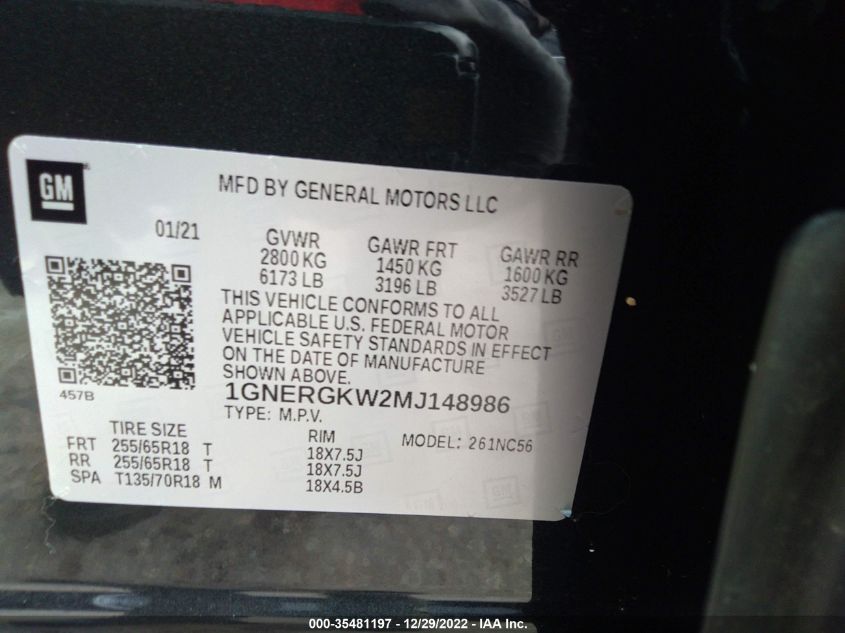 GM
MFD BY GENERAL MOTORS LLC
01/21
GVWR GAWR FRT GAWR RR
2800 KG 1450 KG 1600 KG
6173 LB 3196 LB 3527 LB
THIS VEHICLE CONFORMS TO ALL
APPLICABLE U.S. FEDERAL MOTOR
VEHICLE SAFETY STANDARDS IN EFFECT
ON THE DATE OF MANUFACTURE
SHOWN ABOVE.
457B
1GNERGKW2MJ148986
TYPE: M.P.V.
TIRE SIZE RIM MODEL: 261NC56
FRT 255/65R18 T 18X7.5J
RR 255/65R18 T 18X7.5J
SPA T135/70R18 M 18X4.5B
000-35481197 - 12/29/2022 - IAA Inc.